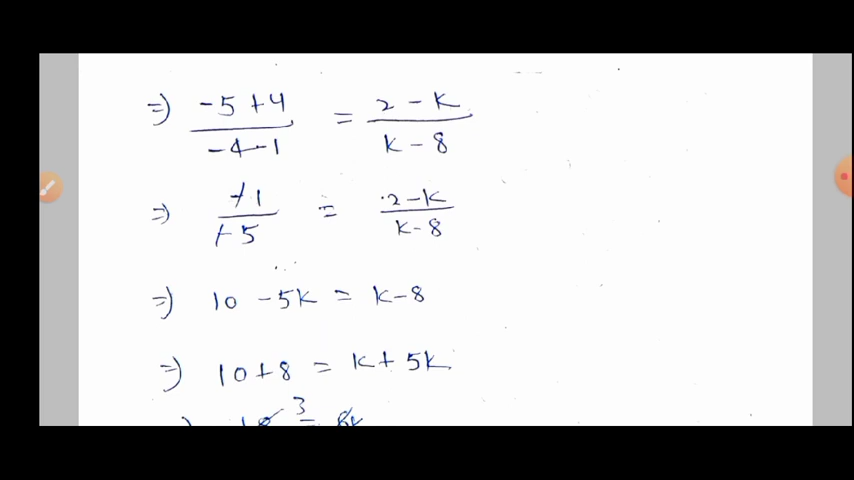 => (-5+4)/(-4-1) = (2-k)/(k-8)
=> -1/-5 = (2-k)/(k-8)
=> 10 - 5k = k-8
=> 10+8 = k + 5k